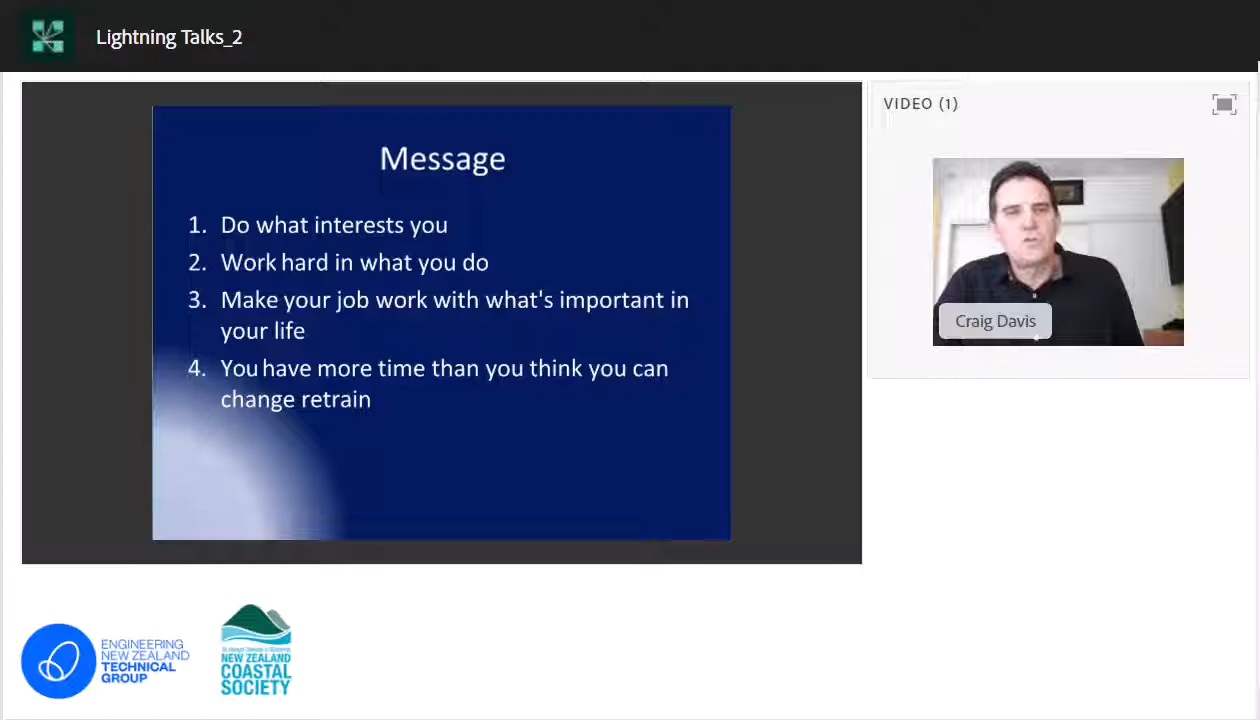 Lightning Talks_2
VIDEO (1)
Message
1. Do what interests you
2. Work hard in what you do
3. Make your job work with what's important in
your life
4. You have more time than you think you can
change retrain
Craig Davis
ENGINEERING
NEW ZEALAND
TECHNICAL
GROUP
NEW ZEALAND
COASTAL
SOCIETY